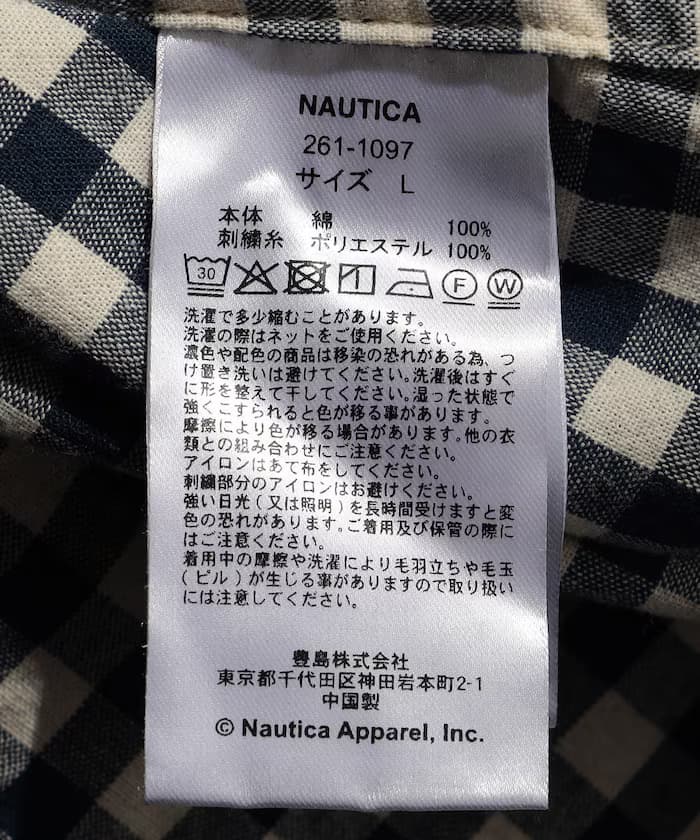 NAUTICA
261-1097
サイズ L
本体 綿 100%
刺繍糸 ポリエステル 100%
30 F W
洗濯で多少縮むことがあります。
洗濯の際はネットをご使用ください。
濃色や配色の商品は移染の恐れがある為、つ
け置き洗いは避けてください。洗濯後はすぐ
に形を整えて干してください。湿った状態で
強くこすられると色が移る事があります。
摩擦により色が移る場合があります。他の衣
類との組み合わせにご注意ください。
アイロンはあて布をしてください。
刺繍部分のアイロンはお避けください。
強い日光(又は照明)を長時間受けますと変
色の恐れがあります。ご着用及び保管の際に
はご注意ください。
着用中の摩擦や洗濯により毛羽立ちや毛玉
(ピル)が生じる事がありますので取り扱い
には注意してください。
豊島株式会社
東京都千代田区神田岩本町2-1
中国製
© Nautica Apparel, Inc.